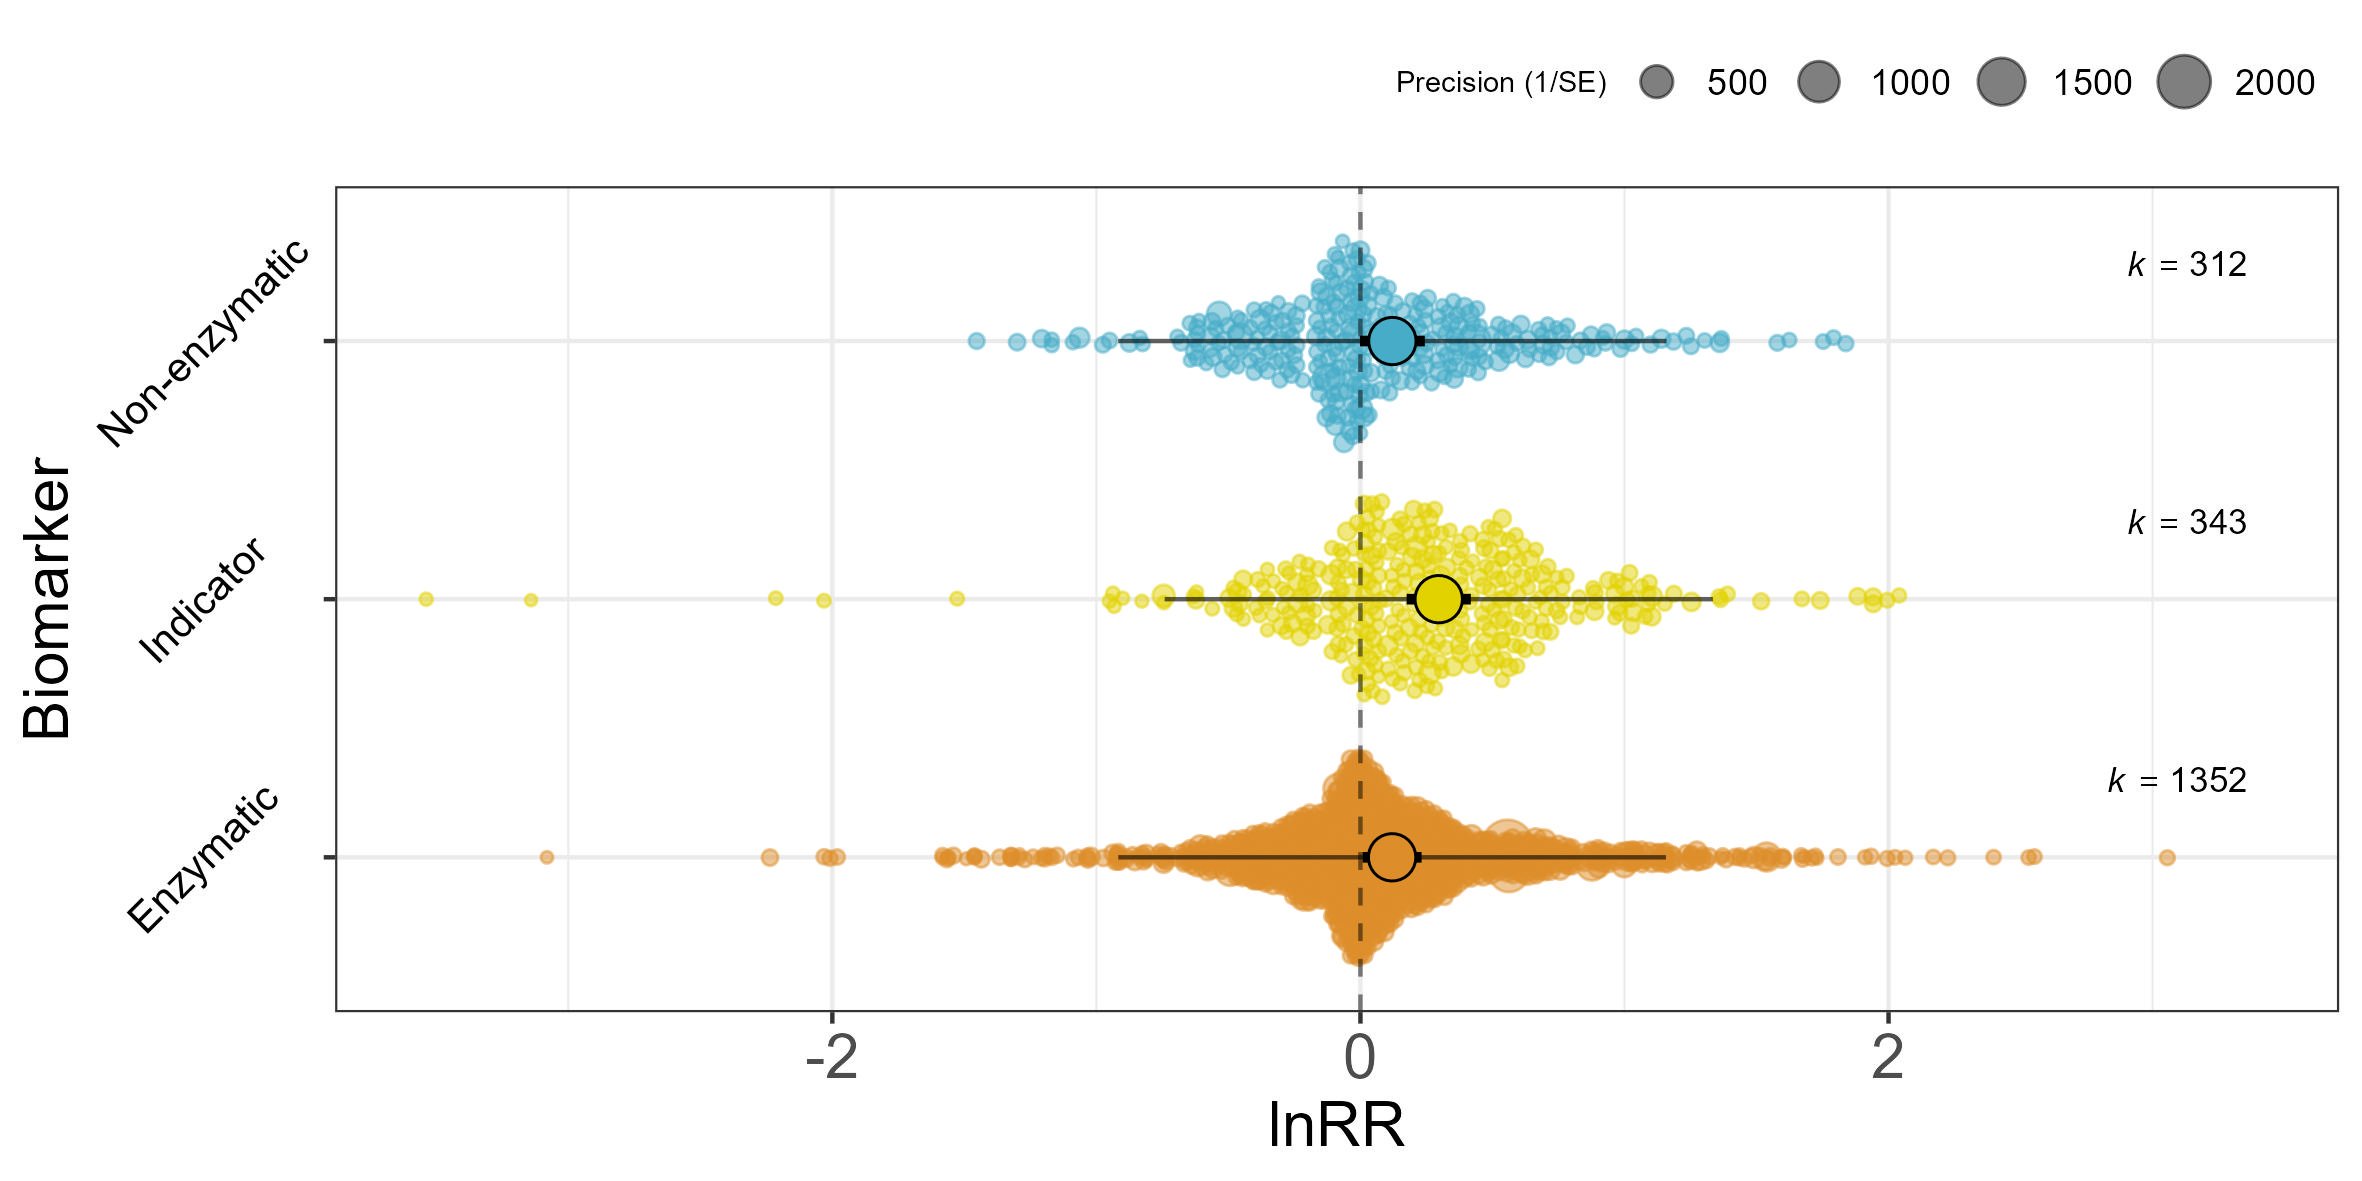 Precision (1/SE) 500 1000 1500 2000
Biomarker
Non-enzymatic
k = 312
Indicator
k = 343
Enzymatic
k = 1352
-2 0 2
lnRR